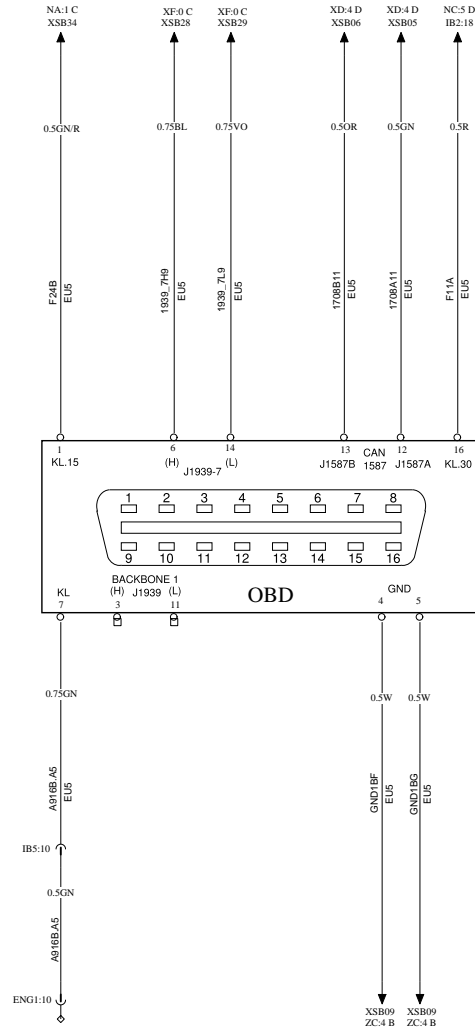 NA:1 C XF:0 C XF:0 C XD:4 D XD:4 D NC:5 D
XSB34 XSB28 XSB29 XSB06 XSB05 IB2:18
0.5GN/R 0.75BL 0.75VO 0.5OR 0.5GN 0.5R
F24B EU5 1939_7H9 EU5 1939_7L9 EU5 1708B11 EU5 1708A11 EU5 F11A EU5
1 6 14 13 CAN 12 16
KL.15 (H) J1939-7 (L) J1587B 1587 J1587A KL.30
1 2 3 4 5 6 7 8
9 10 11 12 13 14 15 16
BACKBONE 1
KL (H) J1939 (L) OBD GND
7 3 11 4 5
0.75GN 0.5W 0.5W
A916B.A5 EU5 GND1BF EU5 GND1BG EU5
IB5:10
0.5GN
A916B.A5
ENG1:10
XSB09 XSB09
ZC:4 B ZC:4 B